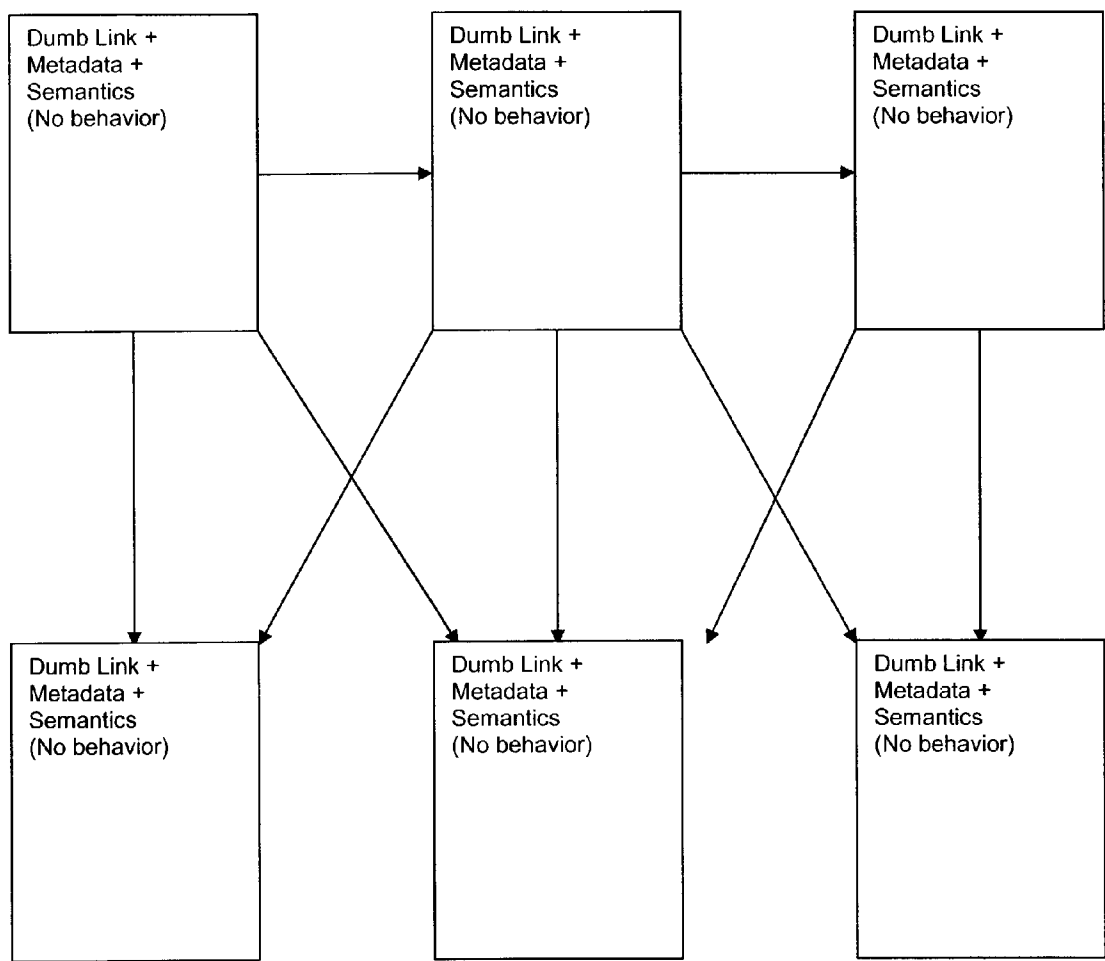 Dumb Link +
Metadata +
Semantics
(No behavior)
Dumb Link +
Metadata +
Semantics
(No behavior)
Dumb Link +
Metadata +
Semantics
(No behavior)
Dumb Link +
Metadata +
Semantics
(No behavior)
Dumb Link +
Metadata +
Semantics
(No behavior)
Dumb Link +
Metadata +
Semantics
(No behavior)